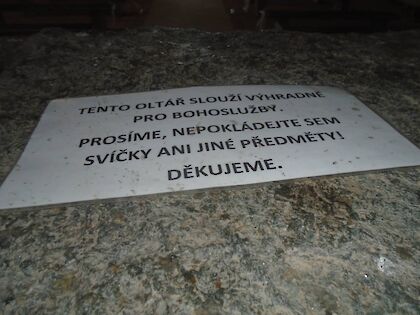 TENTO OLTÁŘ SLOUŽÍ VÝHRADNĚ
PRO BOHOSLUŽBY.
PROSÍME, NEPOKLÁDEJTE SEM
SVÍČKY ANI JINÉ PŘEDMĚTY!
DĚKUJEME.